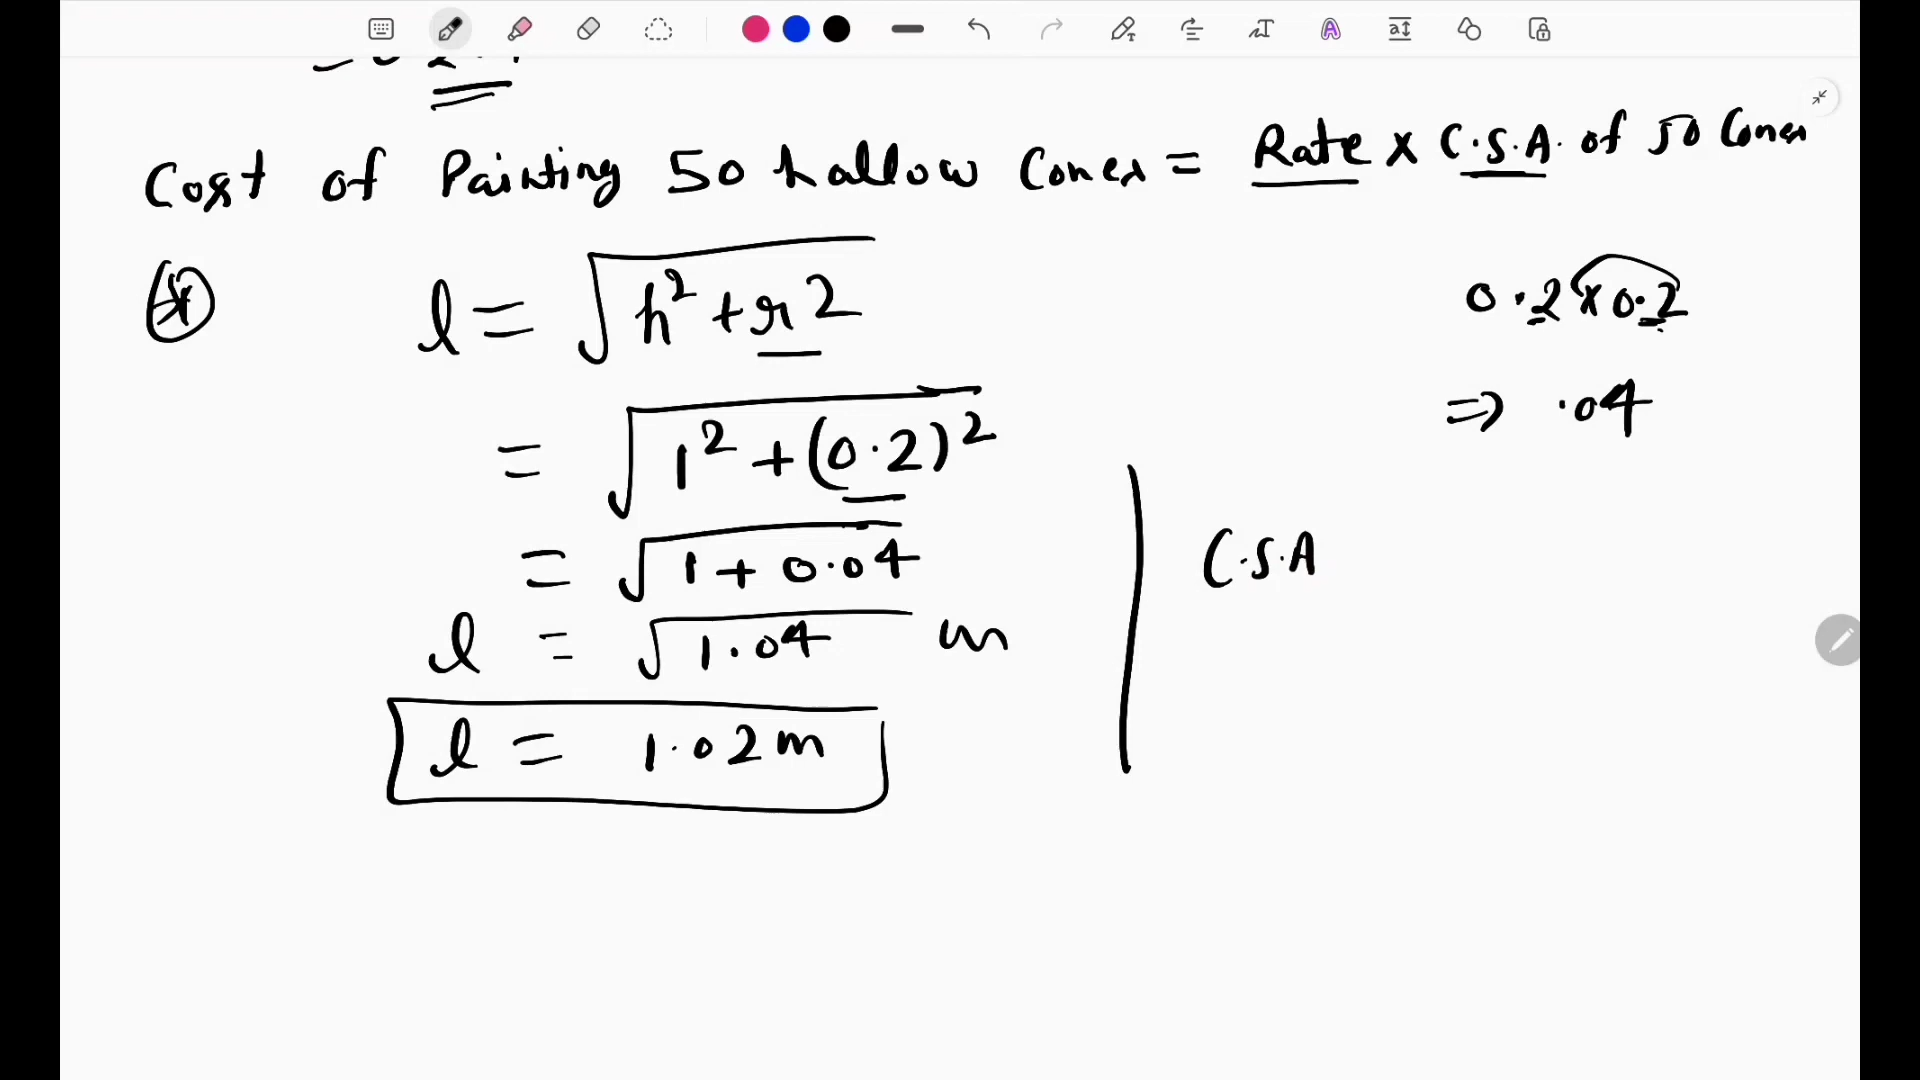 Cost of Painting 50 hallow Cones = Rate x C.S.A. of 50 Cones
l = √h² + r2
0.2 x 0.2
= √1² + (0.2)²
=> .04
= √1 + 0.04
C.S.A
l = √1.04 m
l = 1.02m